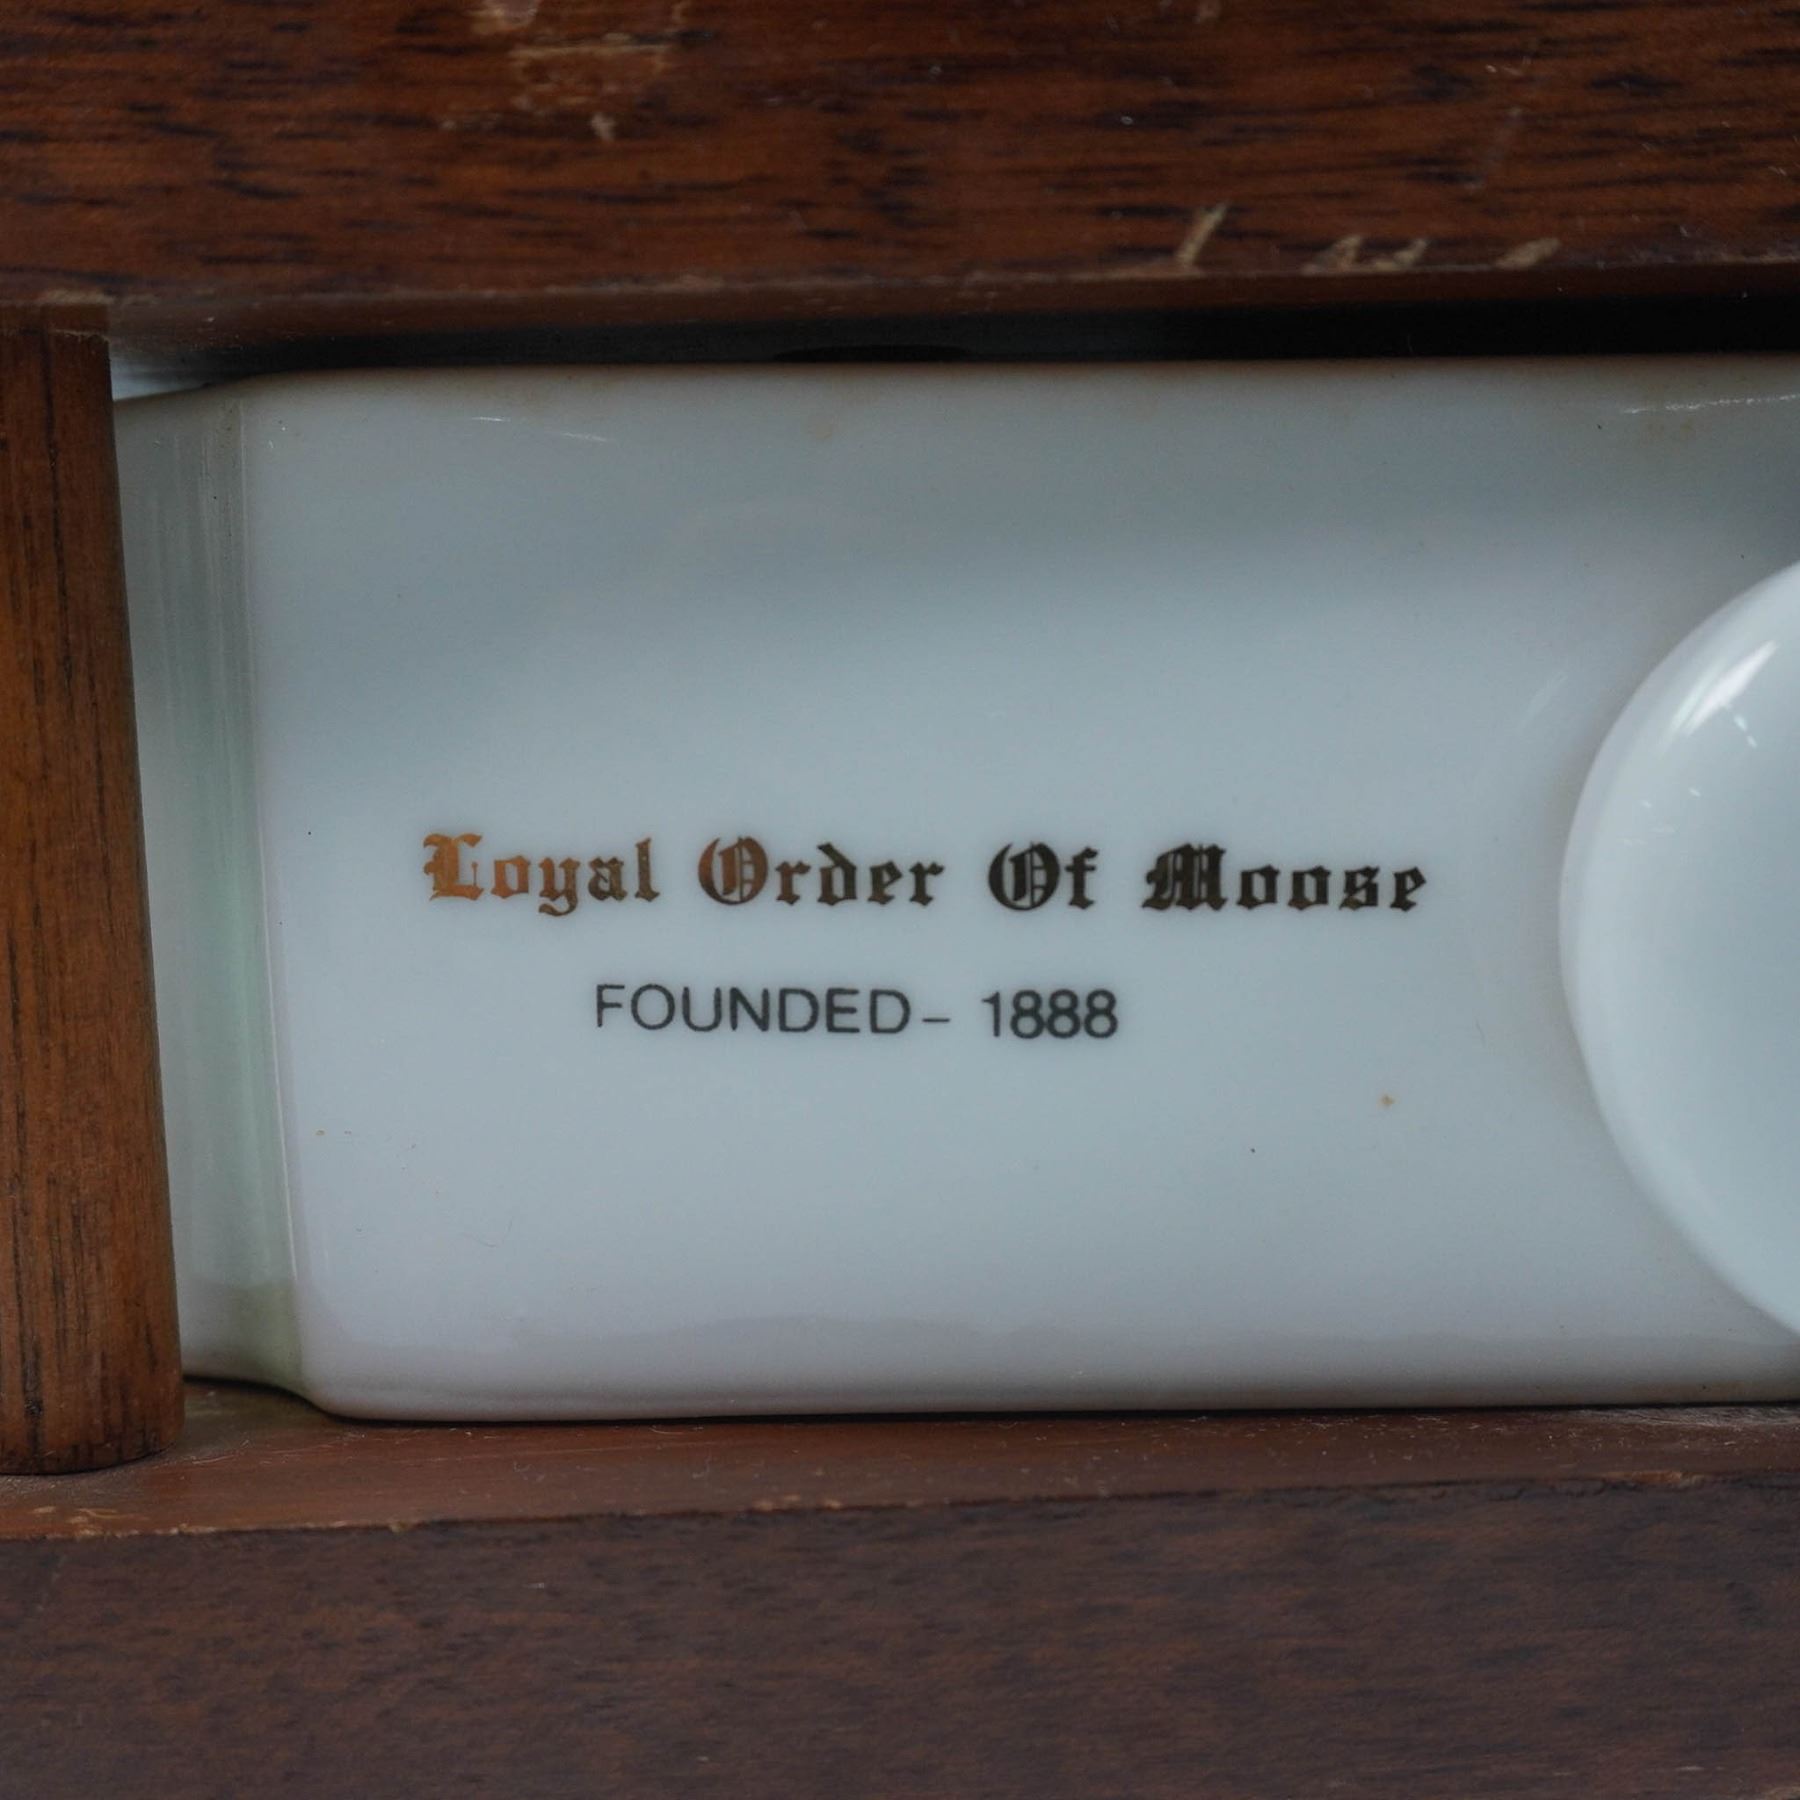 Loyal Order Of Moose
FOUNDED - 1888